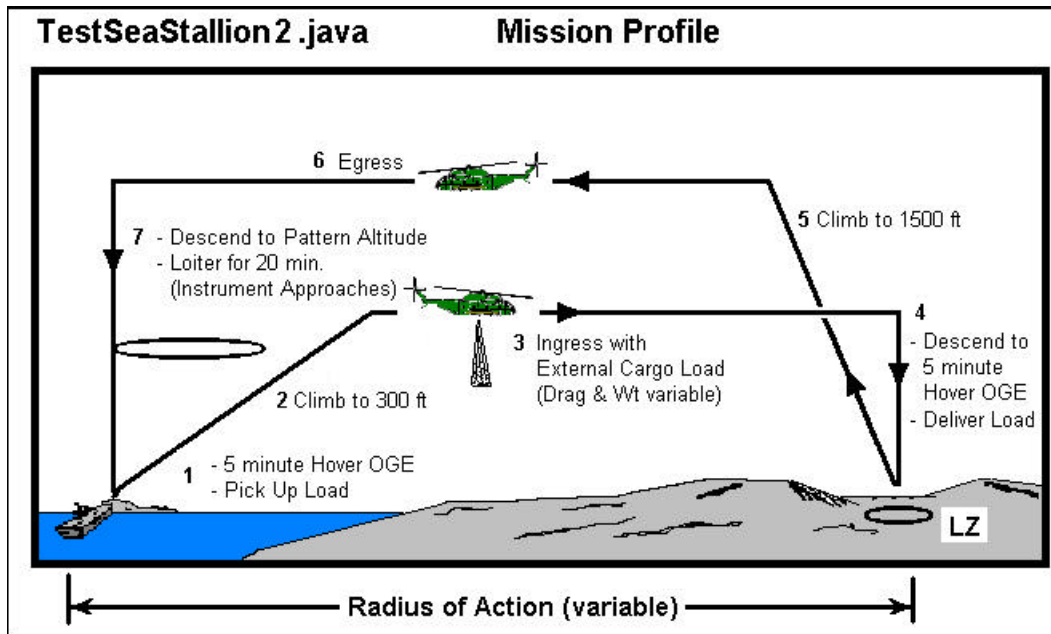 TestSeaStallion2.java Mission Profile
6 Egress
5 Climb to 1500 ft
7 - Descend to Pattern Altitude
- Loiter for 20 min.
(Instrument Approaches)
4
- Descend to
5 minute
Hover OGE
- Deliver Load
3 Ingress with
External Cargo Load
(Drag & Wt variable)
2 Climb to 300 ft
1 - 5 minute Hover OGE
- Pick Up Load
LZ
Radius of Action (variable)